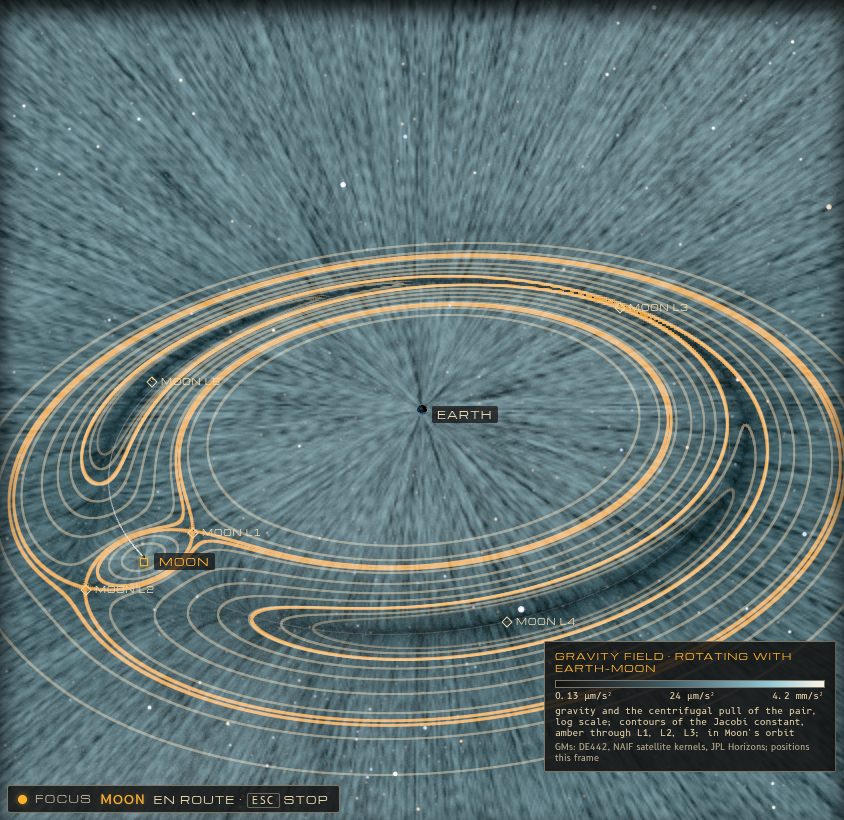 MOON L3
MOON L5
EARTH
MOON L1
MOON
MOON L2
MOON L4
GRAVITY FIELD · ROTATING WITH
EARTH-MOON
0.13 µm/s² 24 µm/s² 4.2 mm/s²
gravity and the centrifugal pull of the pair,
log scale; contours of the Jacobi constant,
amber through L1, L2, L3; in Moon's orbit
GMs: DE442, NAIF satellite kernels, JPL Horizons; positions
this frame
FOCUS MOON EN ROUTE · ESC STOP